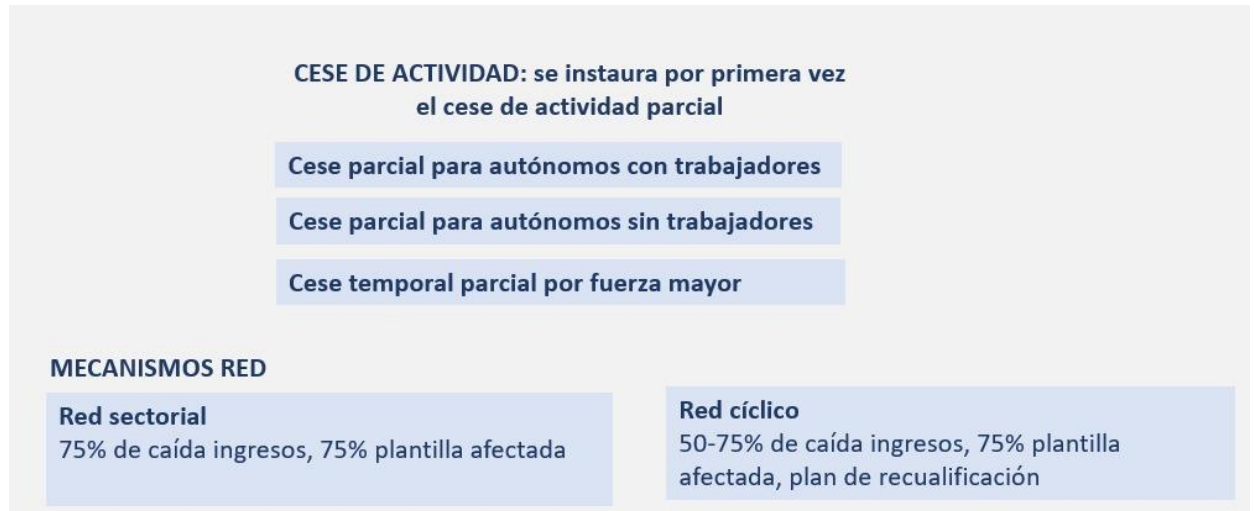 CESE DE ACTIVIDAD: se instaura por primera vez
el cese de actividad parcial
Cese parcial para autónomos con trabajadores
Cese parcial para autónomos sin trabajadores
Cese temporal parcial por fuerza mayor
MECANISMOS RED
Red sectorial
75% de caída ingresos, 75% plantilla afectada
Red cíclico
50-75% de caída ingresos, 75% plantilla
afectada, plan de recualificación